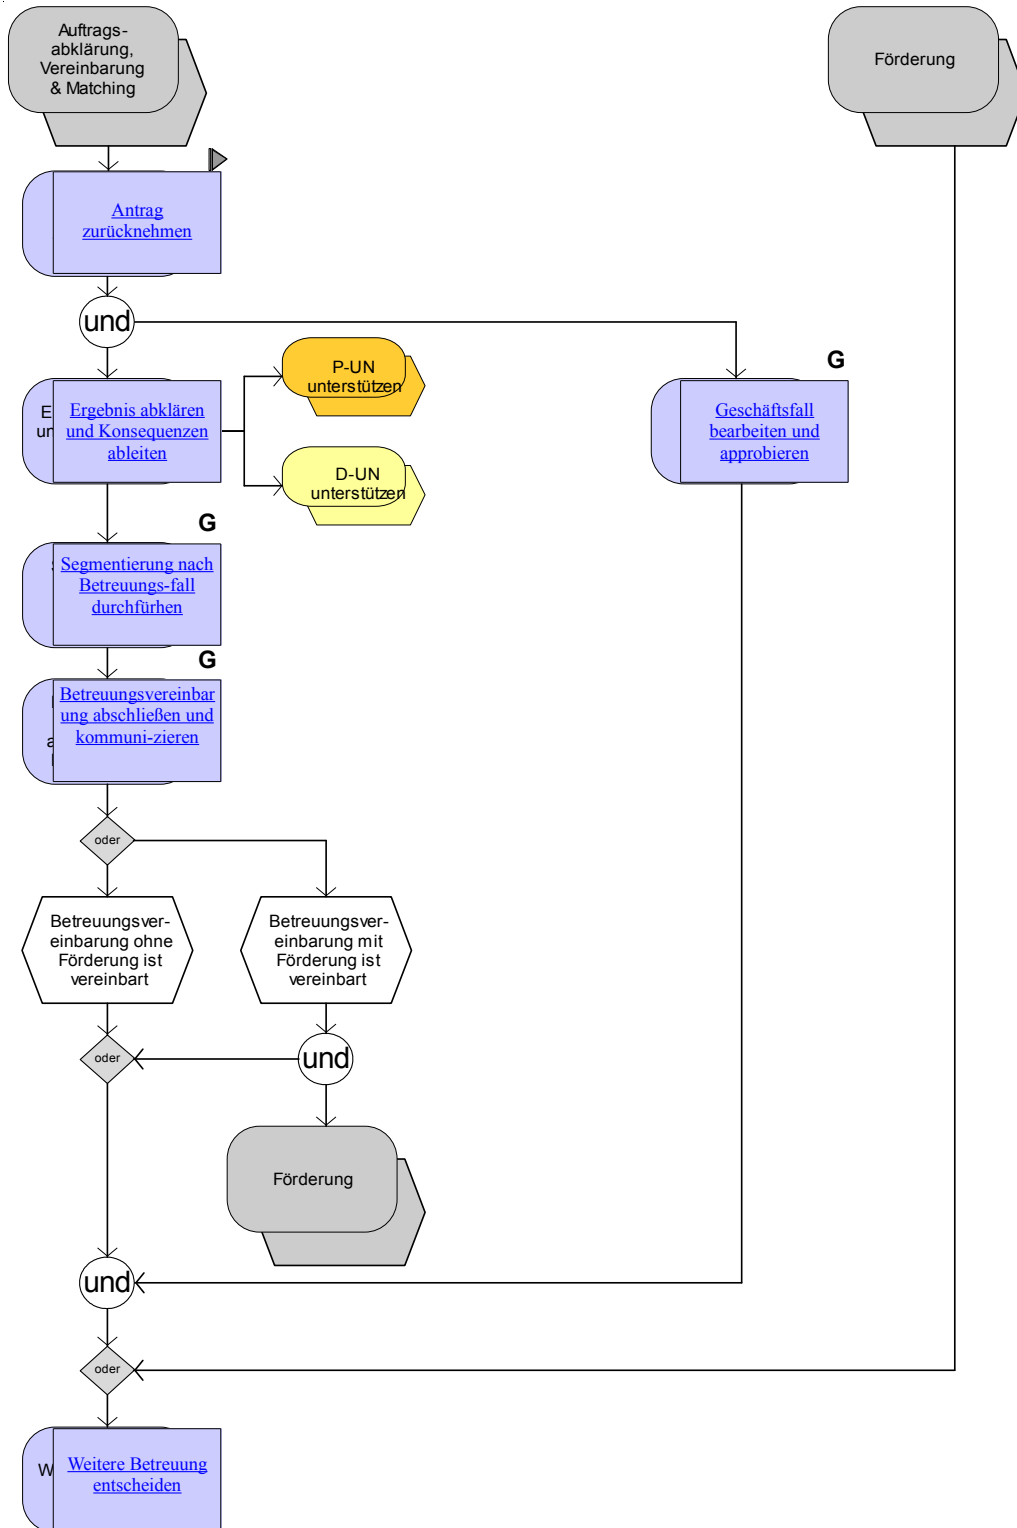 Auftrags-
abklärung,
Vereinbarung
& Matching
Förderung
Antrag
zurücknehmen
und
P-UN
unterstützen
G
Ergebnis abklären
und Konsequenzen
ableiten
Geschäftsfall
bearbeiten und
approbieren
D-UN
unterstützen
G
Segmentierung nach
Betreuungs-fall
durchfürhen
G
Betreuungsvereinbar
ung abschließen und
kommuni-zieren
oder
Betreuungsver-
einbarung ohne
Förderung ist
vereinbart
Betreuungsver-
einbarung mit
Förderung ist
vereinbart
oder
und
Förderung
und
oder
Weitere Betreuung
entscheiden